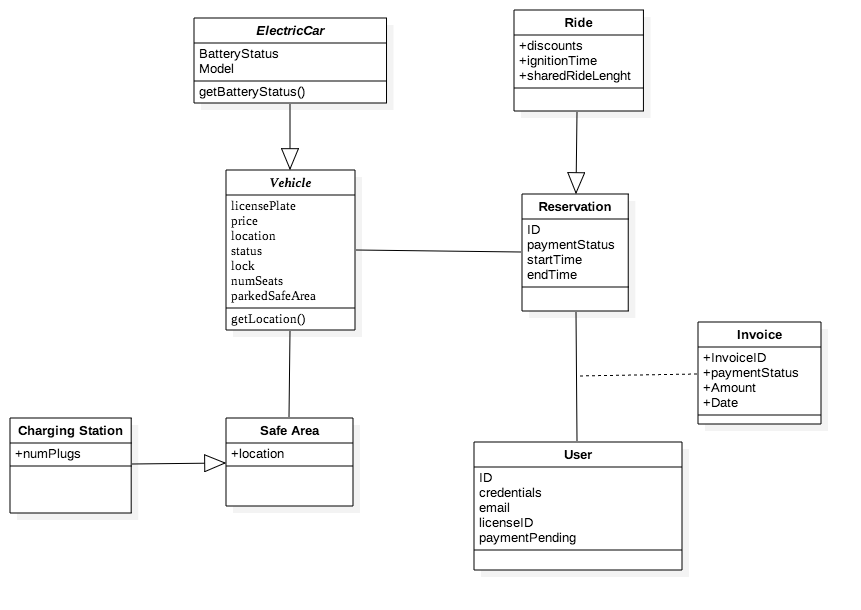 ElectricCar
BatteryStatus
Model
getBatteryStatus()
Ride
+discounts
+ignitionTime
+sharedRideLenght
Vehicle
licensePlate
price
location
status
lock
numSeats
parkedSafeArea
getLocation()
Reservation
ID
paymentStatus
startTime
endTime
Invoice
+InvoiceID
+paymentStatus
+Amount
+Date
Charging Station
+numPlugs
Safe Area
+location
User
ID
credentials
email
licenseID
paymentPending